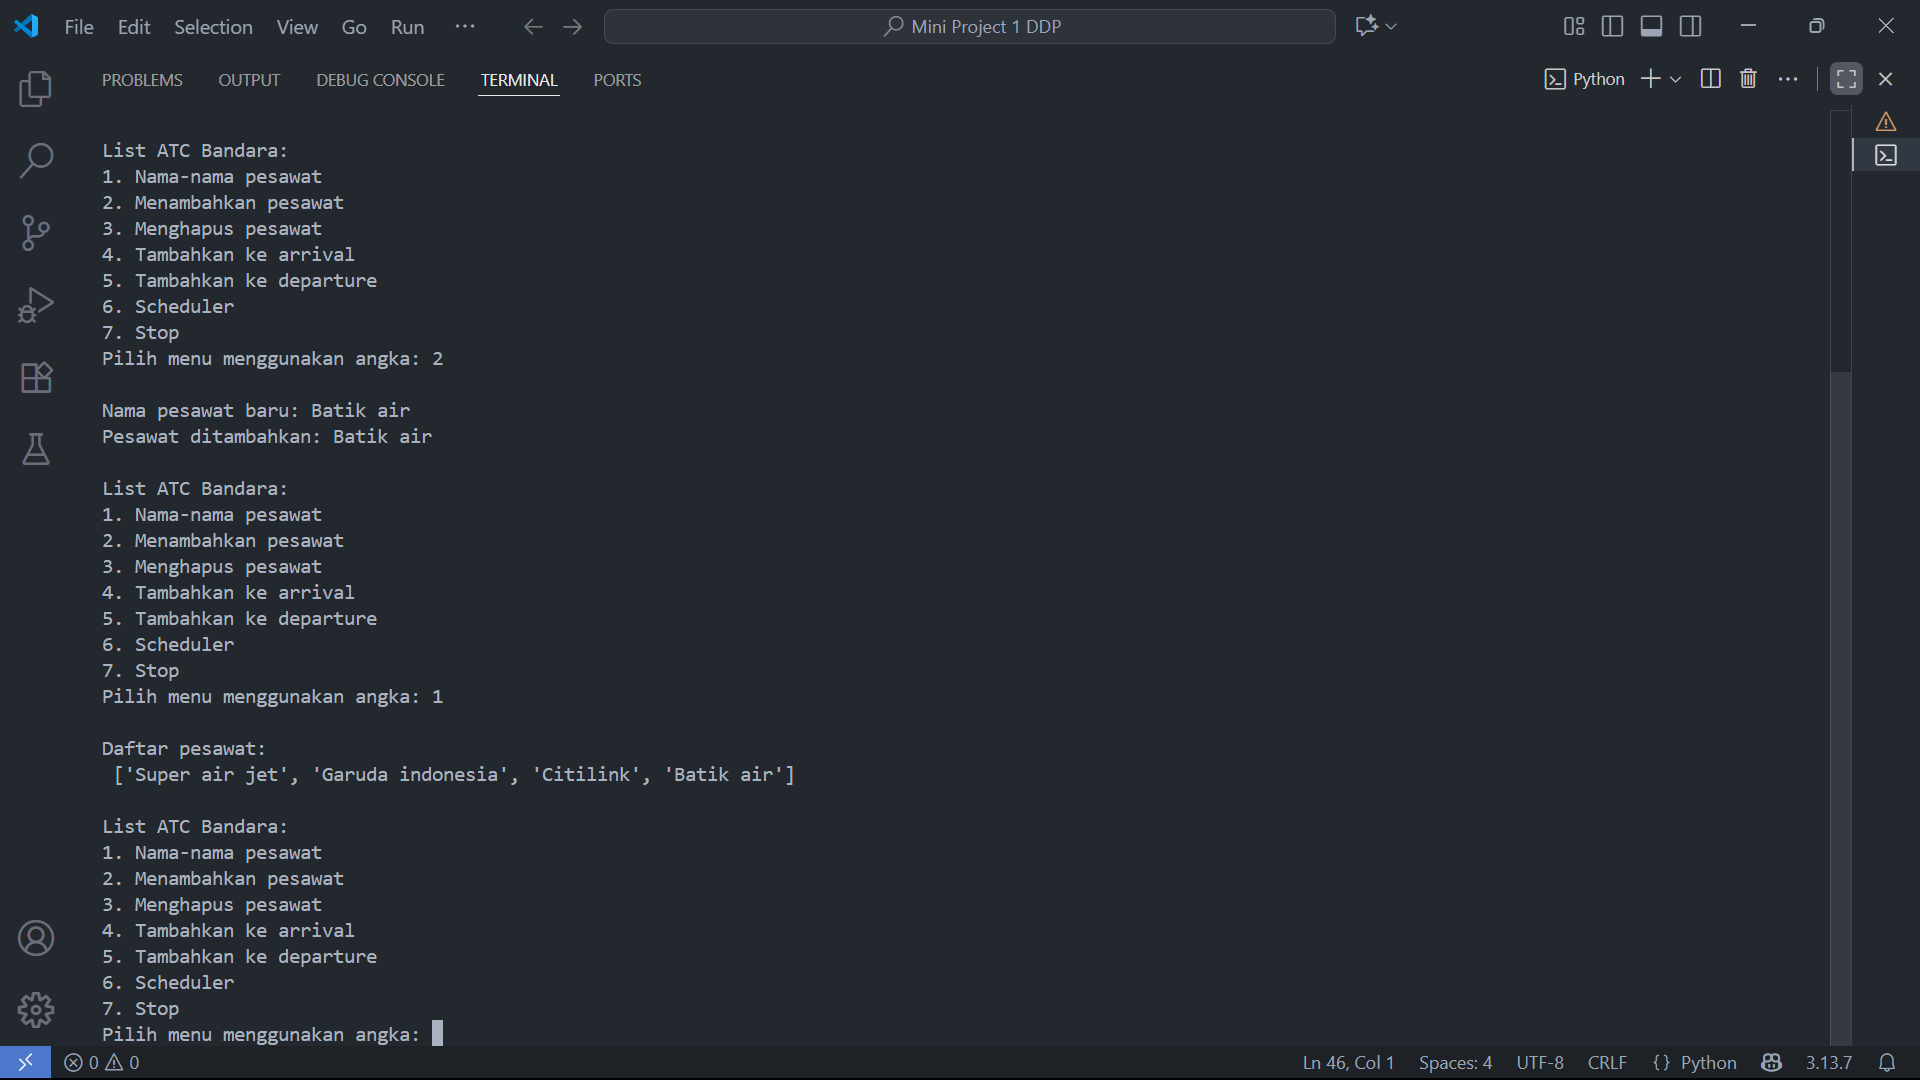 File Edit Selection View Go Run ··· Mini Project 1 DDP
PROBLEMS OUTPUT DEBUG CONSOLE TERMINAL PORTS Python
List ATC Bandara:
1. Nama-nama pesawat
2. Menambahkan pesawat
3. Menghapus pesawat
4. Tambahkan ke arrival
5. Tambahkan ke departure
6. Scheduler
7. Stop
Pilih menu menggunakan angka: 2
Nama pesawat baru: Batik air
Pesawat ditambahkan: Batik air
List ATC Bandara:
1. Nama-nama pesawat
2. Menambahkan pesawat
3. Menghapus pesawat
4. Tambahkan ke arrival
5. Tambahkan ke departure
6. Scheduler
7. Stop
Pilih menu menggunakan angka: 1
Daftar pesawat:
['Super air jet', 'Garuda indonesia', 'Citilink', 'Batik air']
List ATC Bandara:
1. Nama-nama pesawat
2. Menambahkan pesawat
3. Menghapus pesawat
4. Tambahkan ke arrival
5. Tambahkan ke departure
6. Scheduler
7. Stop
Pilih menu menggunakan angka:
0 0 Ln 46, Col 1 Spaces: 4 UTF-8 CRLF {} Python 3.13.7